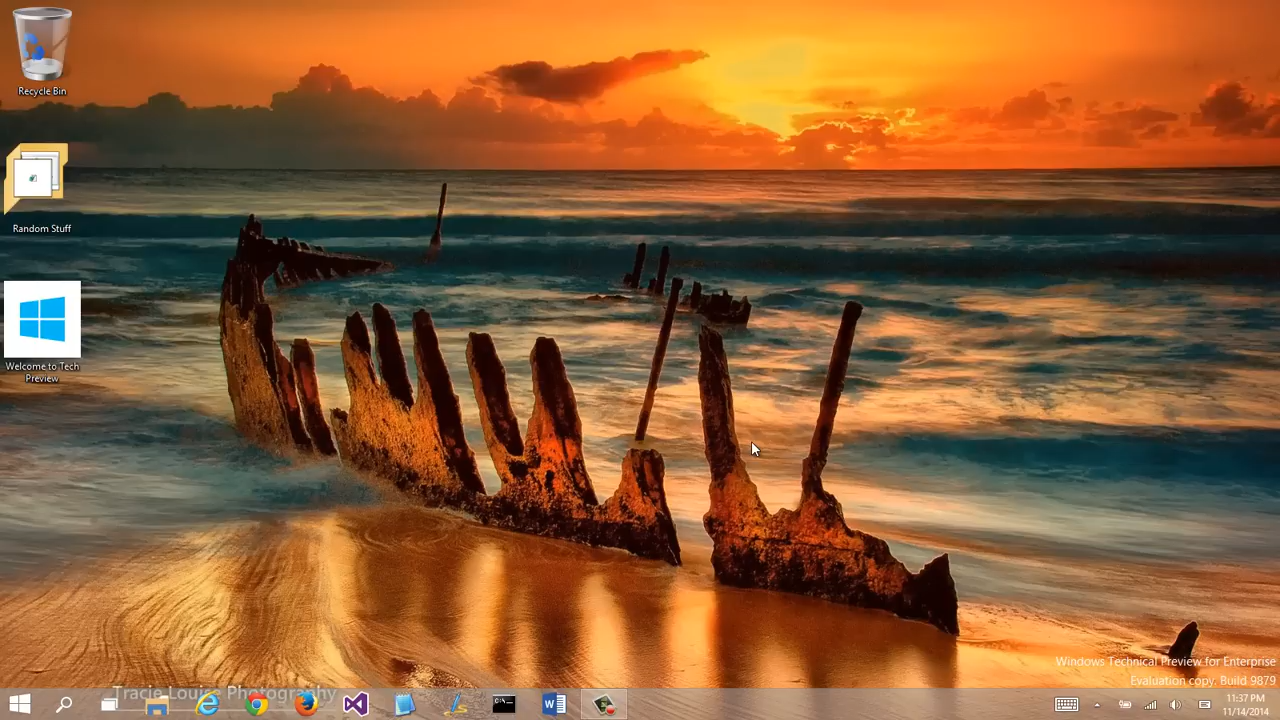 Recycle Bin
Random Stuff
Welcome to Tech
Preview
Windows Technical Preview for Enterprise
Evaluation copy. Build 9879
Tracie Louise Photography
C:\_
W
11:37 PM
11/14/2014